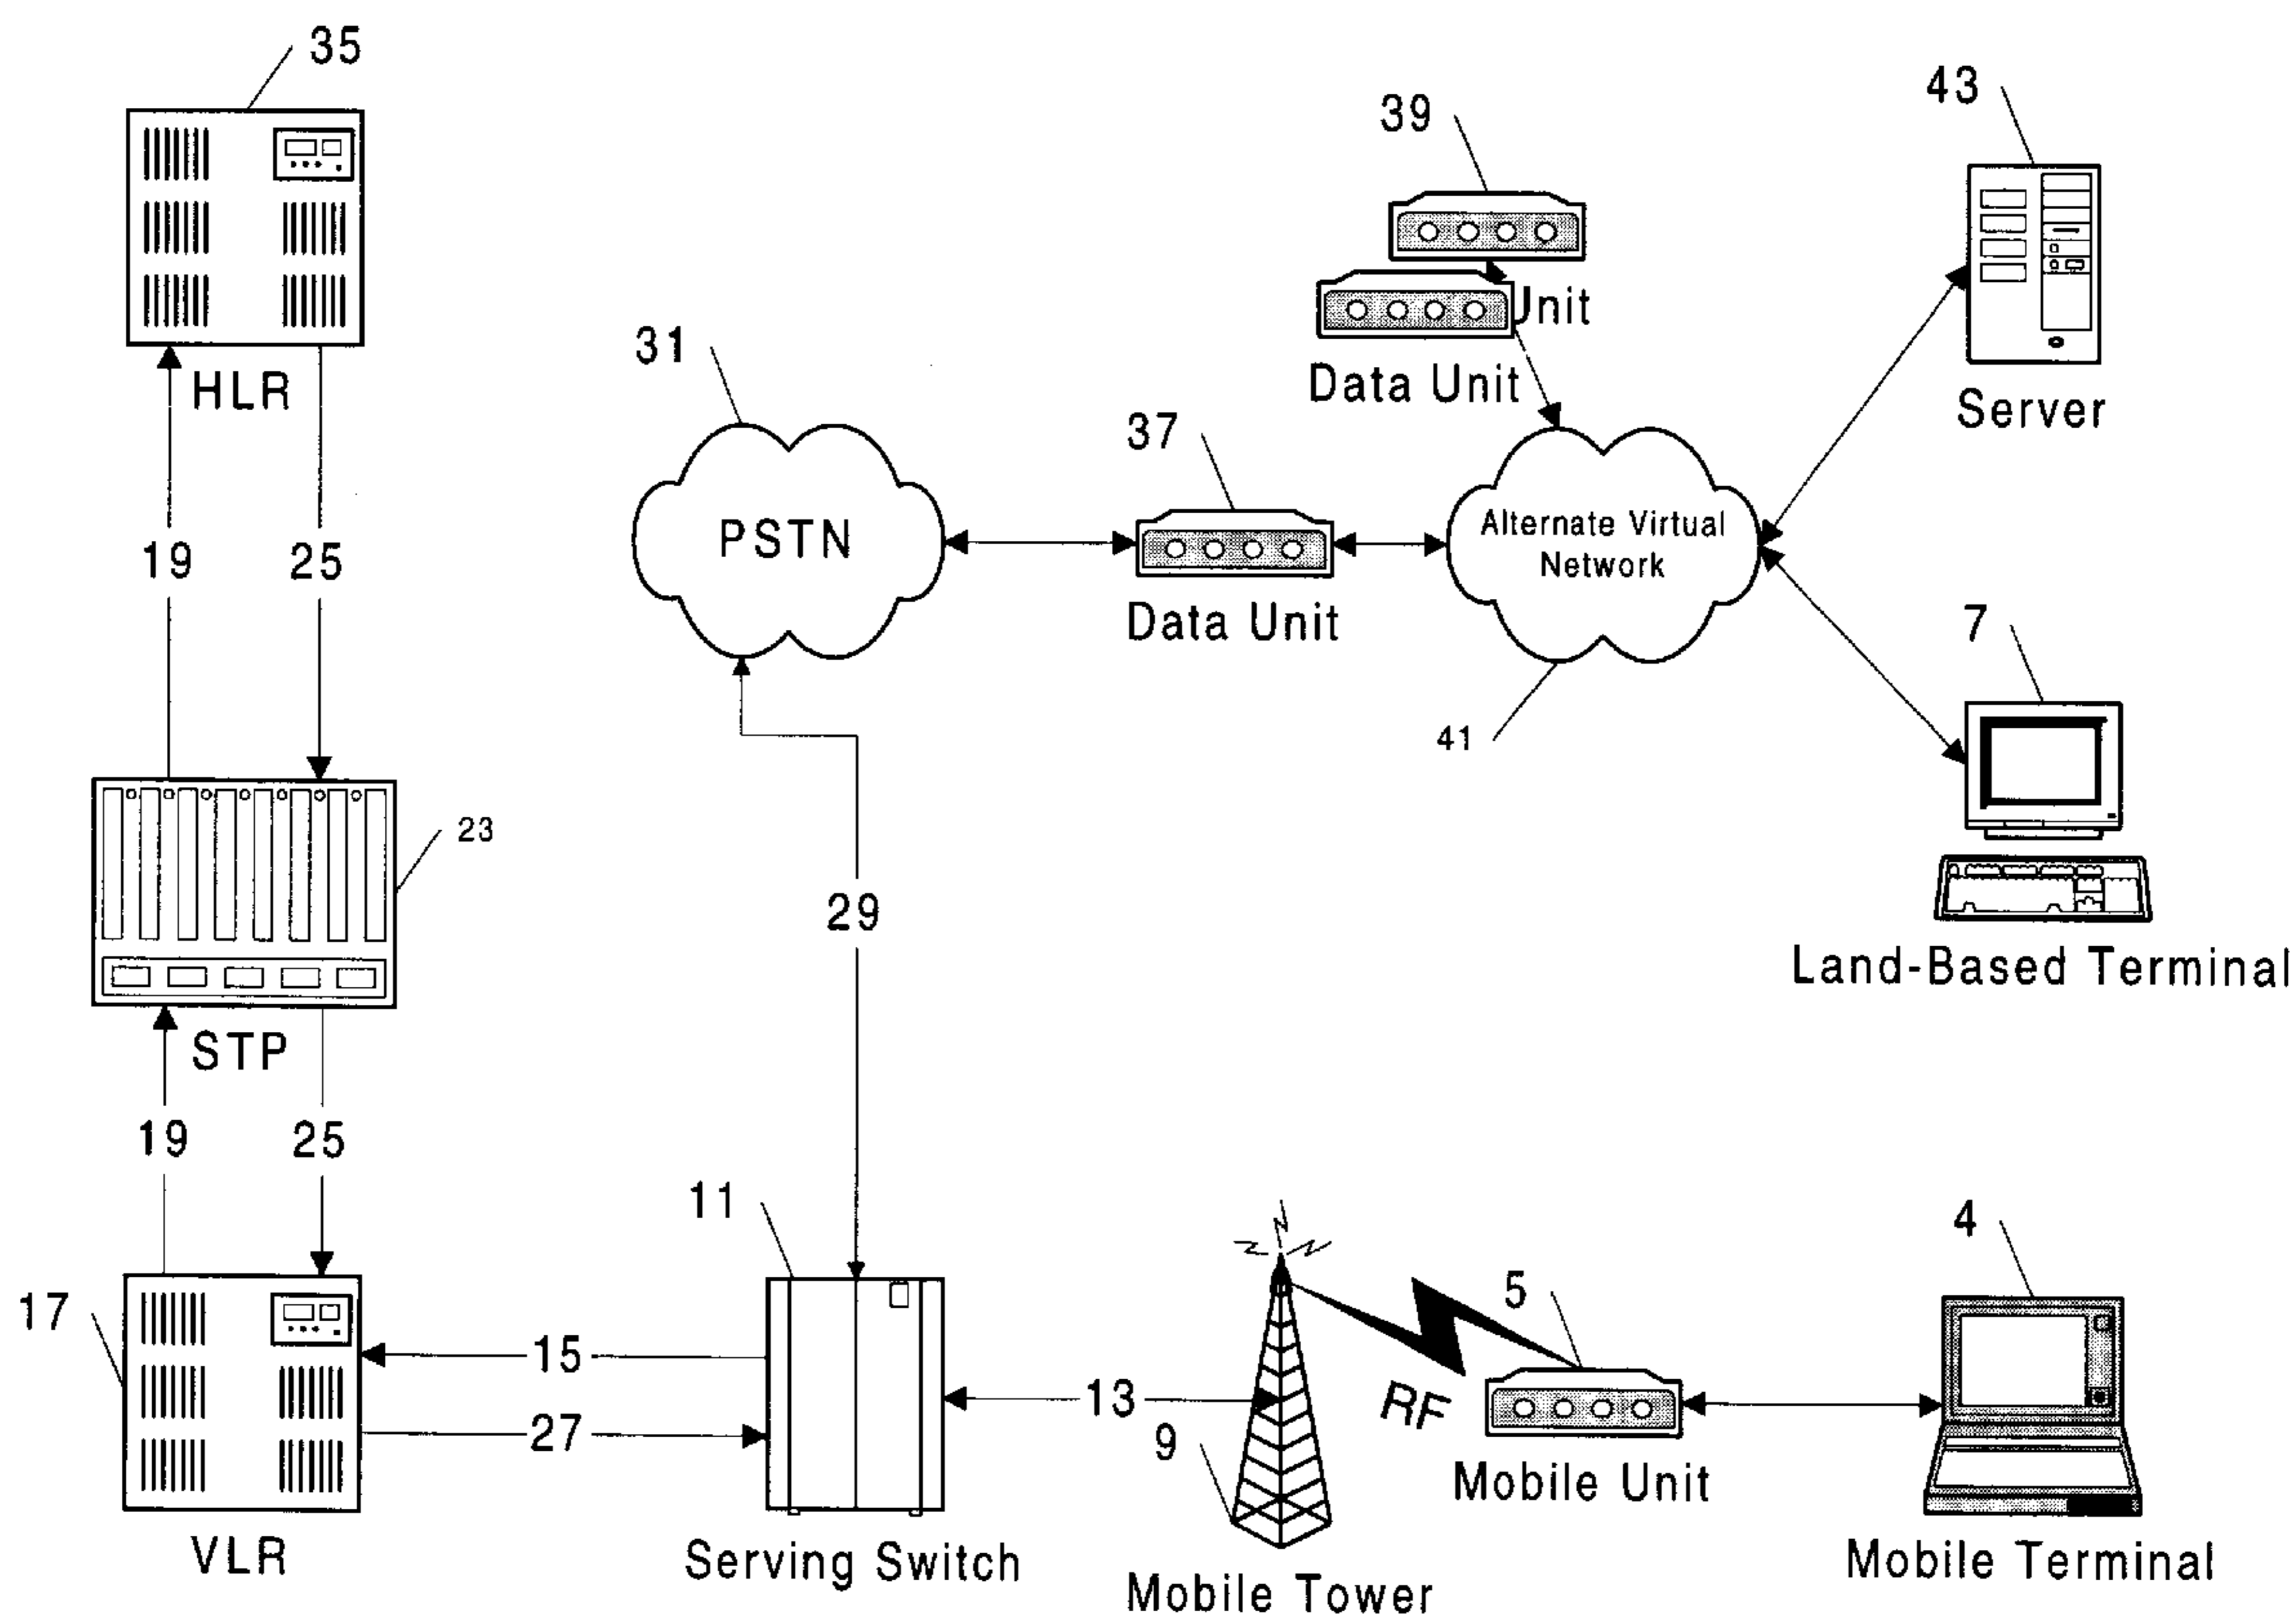 35
HLR
19
25
23
STP
19
25
17
VLR
15
27
11
Serving Switch
29
31
PSTN
39
Unit
Data Unit
37
Data Unit
Alternate Virtual
Network
41
43
Server
7
Land-Based Terminal
13
9
Mobile Tower
RF
5
Mobile Unit
4
Mobile Terminal